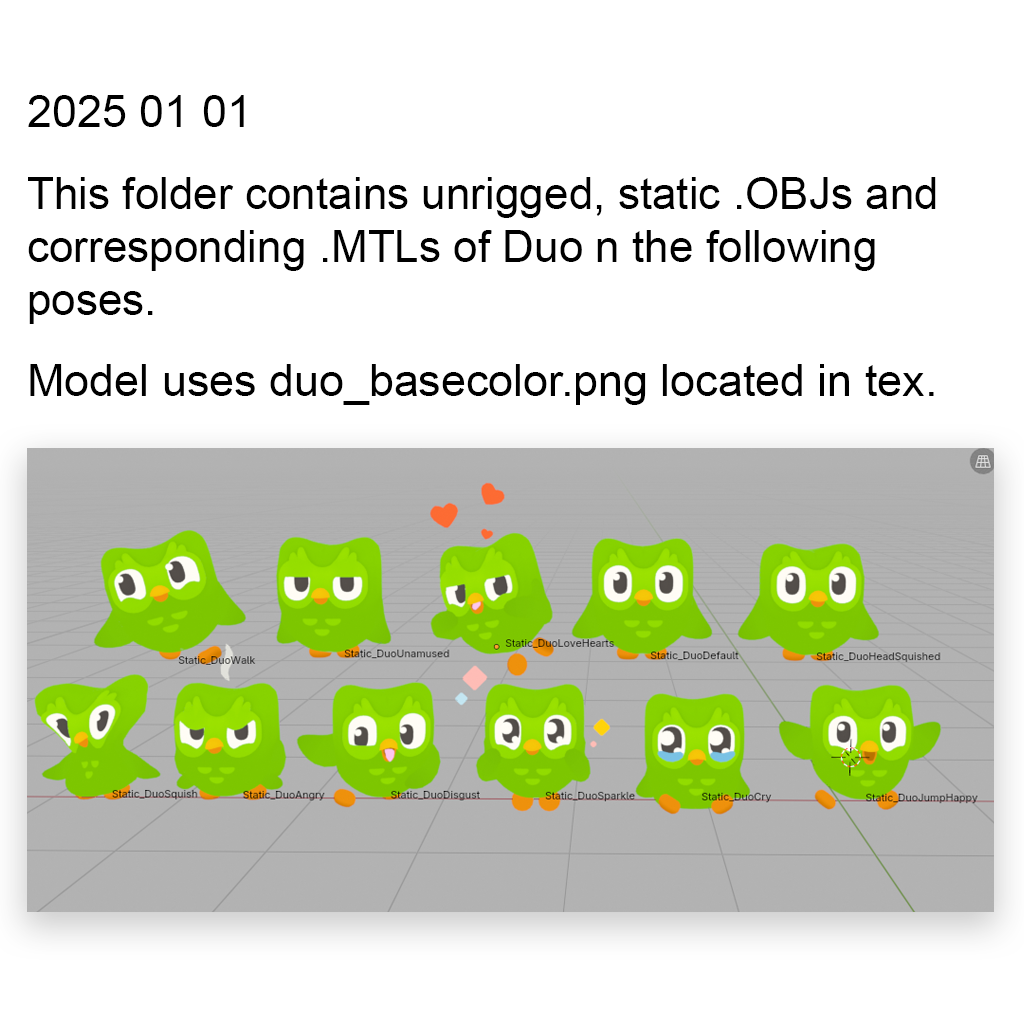 2025 01 01
This folder contains unrigged, static .OBJs and
corresponding .MTLs of Duo n the following
poses.
Model uses duo_basecolor.png located in tex.
Static_DuoLoveHearts
Static_DuoWalk
Static_DuoUnamused
Static_DuoDefault
Static_DuoHeadSquished
Static_DuoSquish
Static_DuoAngry
Static_DuoDisgust
Static_DuoSparkle
Static_DuoCry
Static_DuoJumpHappy